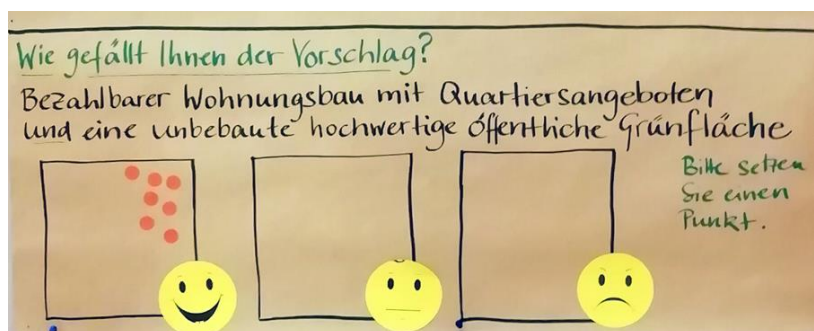 Wie gefällt Ihnen der Vorschlag?
Bezahlbarer Wohnungsbau mit Quartiersangeboten
und eine unbebaute hochwertige öffentliche Grünfläche
Bitte setzen
Sie einen
Punkt.